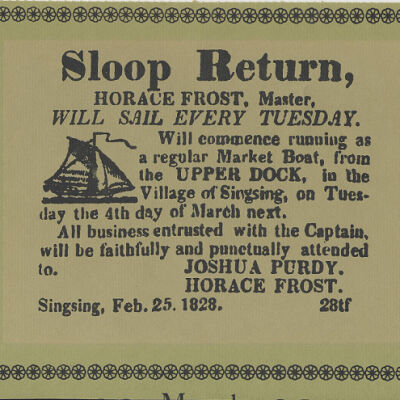 Sloop Return,
HORACE FROST, Master,
WILL SAIL EVERY TUESDAY.
Will commence running as
a regular Market Boat, from
the UPPER DOCK, in the
Village of Singsing, on Tues-
day the 4th day of March next.
All business entrusted with the Captain,
will be faithfully and punctually attended
to. JOSHUA PURDY.
HORACE FROST.
Singsing, Feb. 25. 1828. 28tf